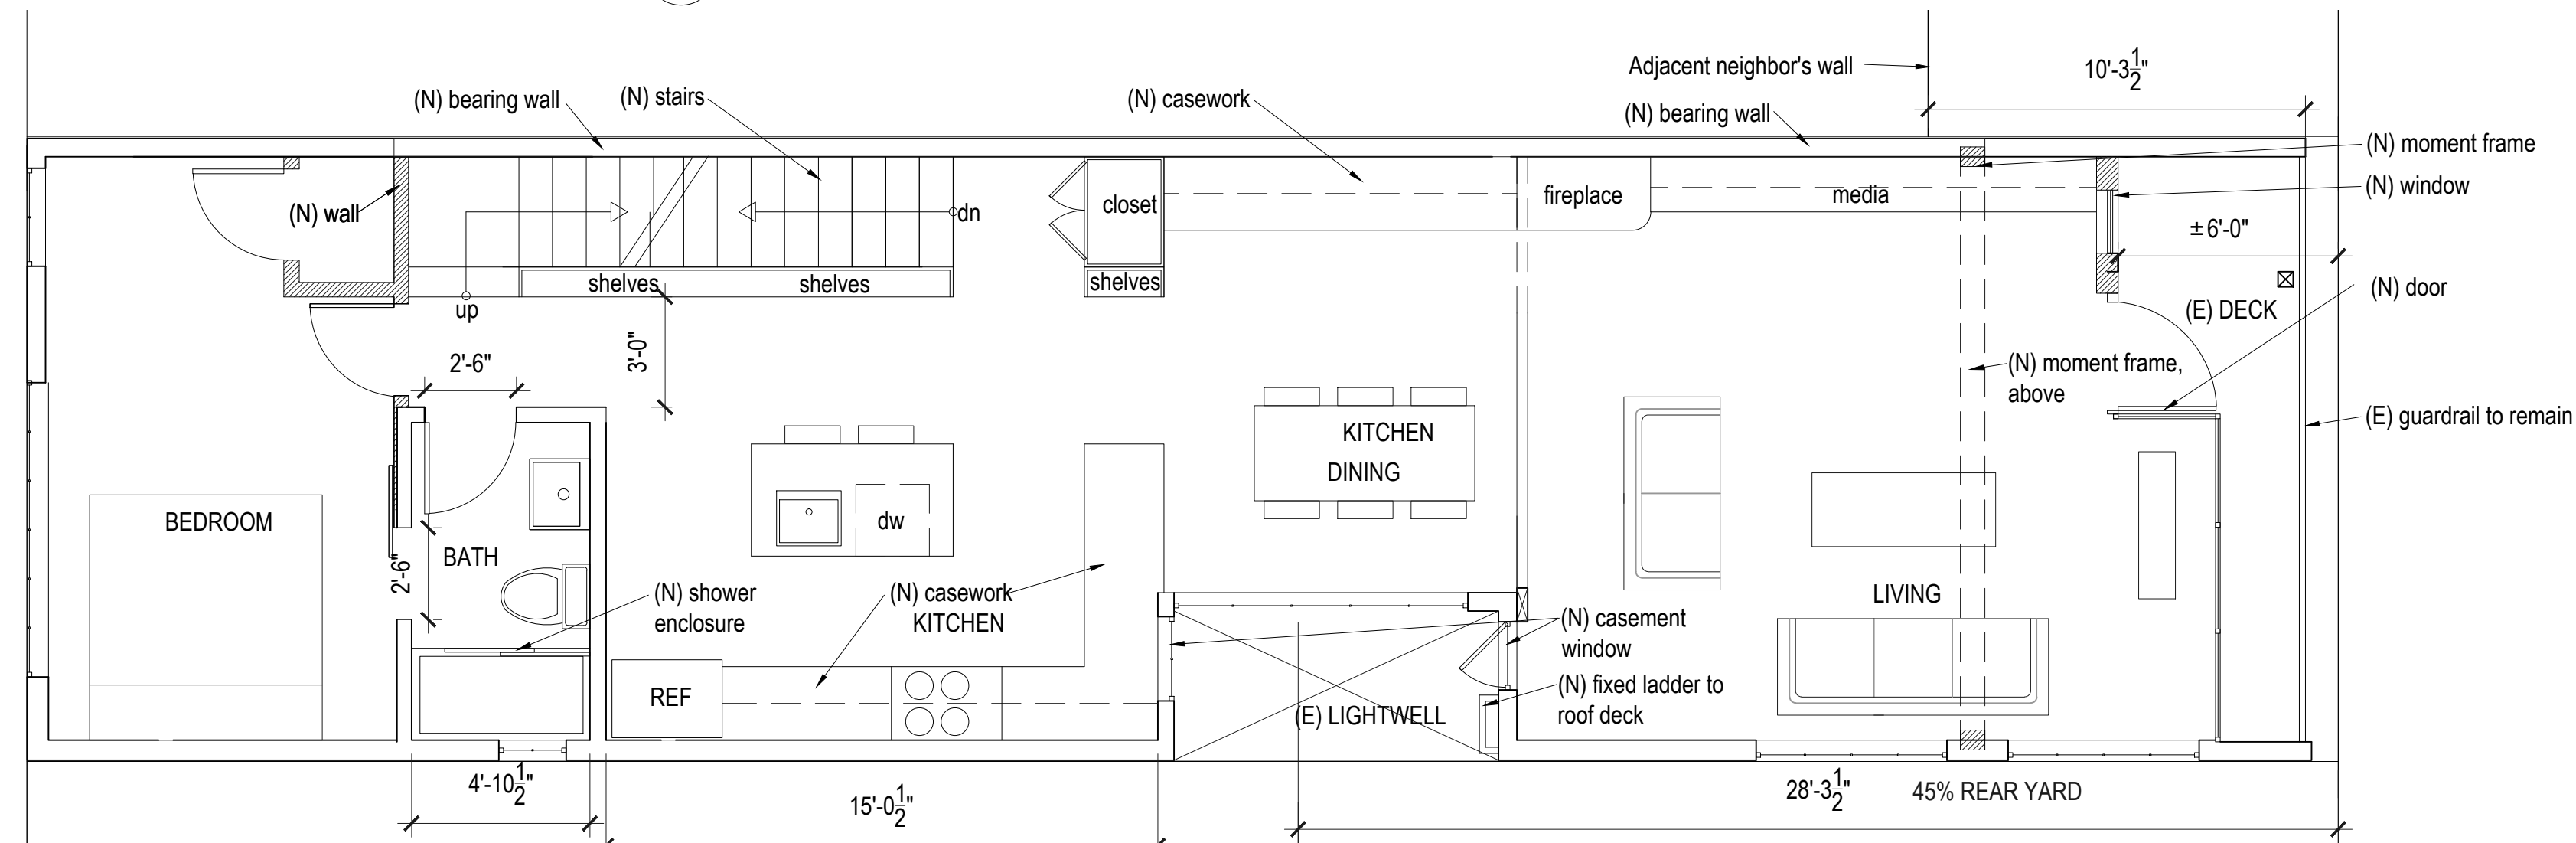 Adjacent neighbor's wall
10'-3 1/2"
(N) bearing wall
(N) stairs
(N) casework
(N) bearing wall
(N) moment frame
(N) window
(N) wall
closet
fireplace
media
dn
±6'-0"
shelves
shelves
shelves
(N) door
up
(E) DECK
2'-6"
3'-0"
(N) moment frame,
above
(E) guardrail to remain
KITCHEN
DINING
BEDROOM
dw
BATH
2'-6"
(N) shower
enclosure
(N) casework
KITCHEN
LIVING
(N) casement
window
REF
(N) fixed ladder to
roof deck
(E) LIGHTWELL
4'-10 1/2"
15'-0 1/2"
28'-3 1/2"
45% REAR YARD